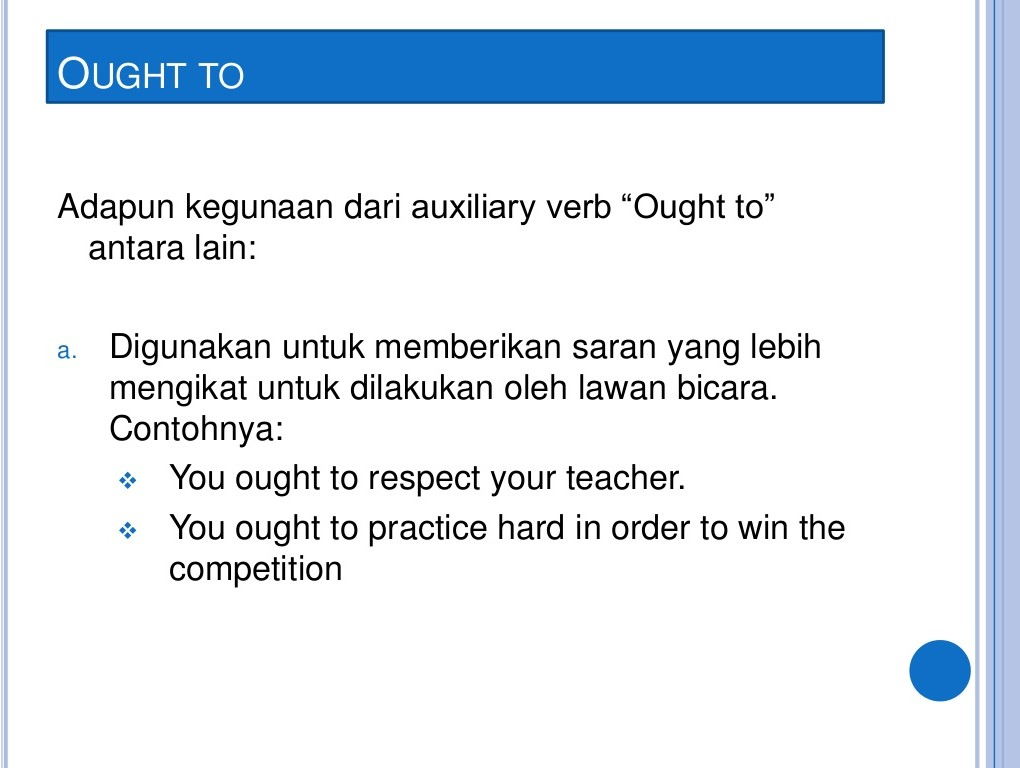 OUGHT TO
Adapun kegunaan dari auxiliary verb “Ought to”
antara lain:
a. Digunakan untuk memberikan saran yang lebih
mengikat untuk dilakukan oleh lawan bicara.
Contohnya:
❖ You ought to respect your teacher.
❖ You ought to practice hard in order to win the
competition